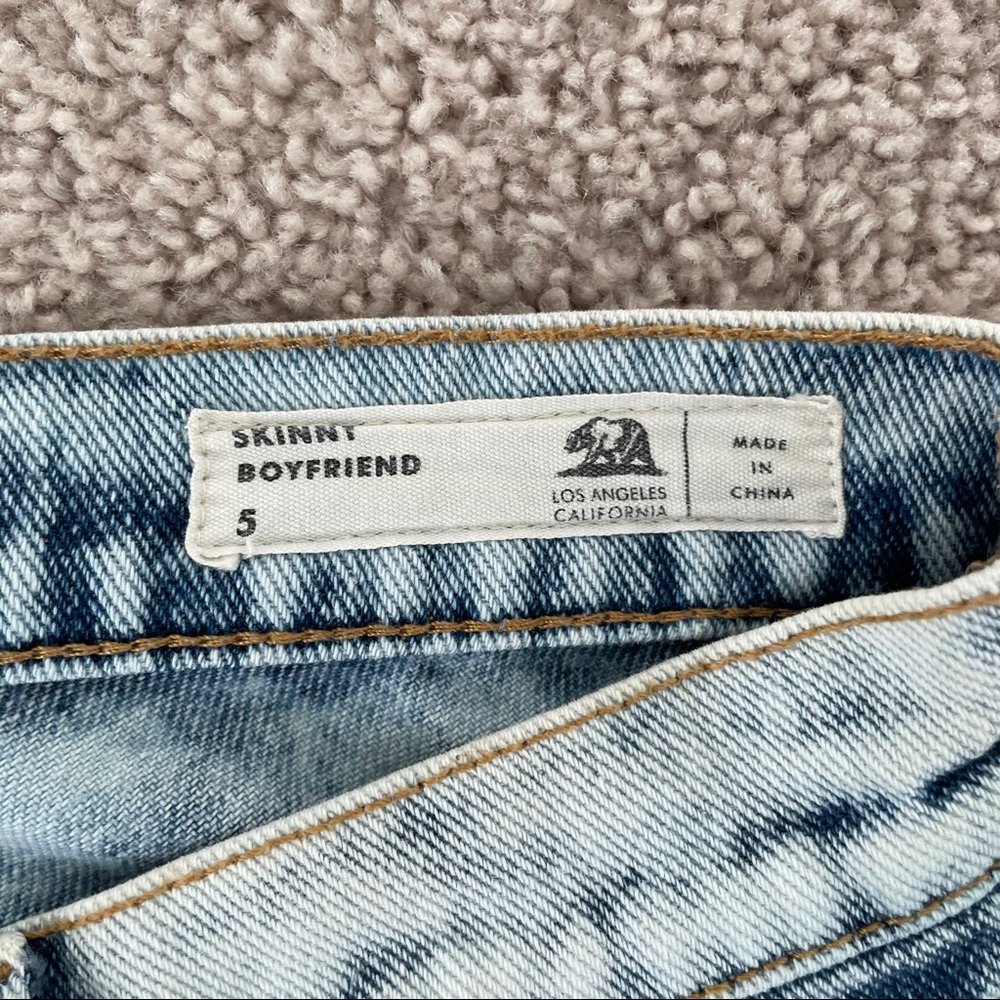 SKINNY
BOYFRIEND
5
LOS ANGELES
CALIFORNIA
MADE
IN
CHINA